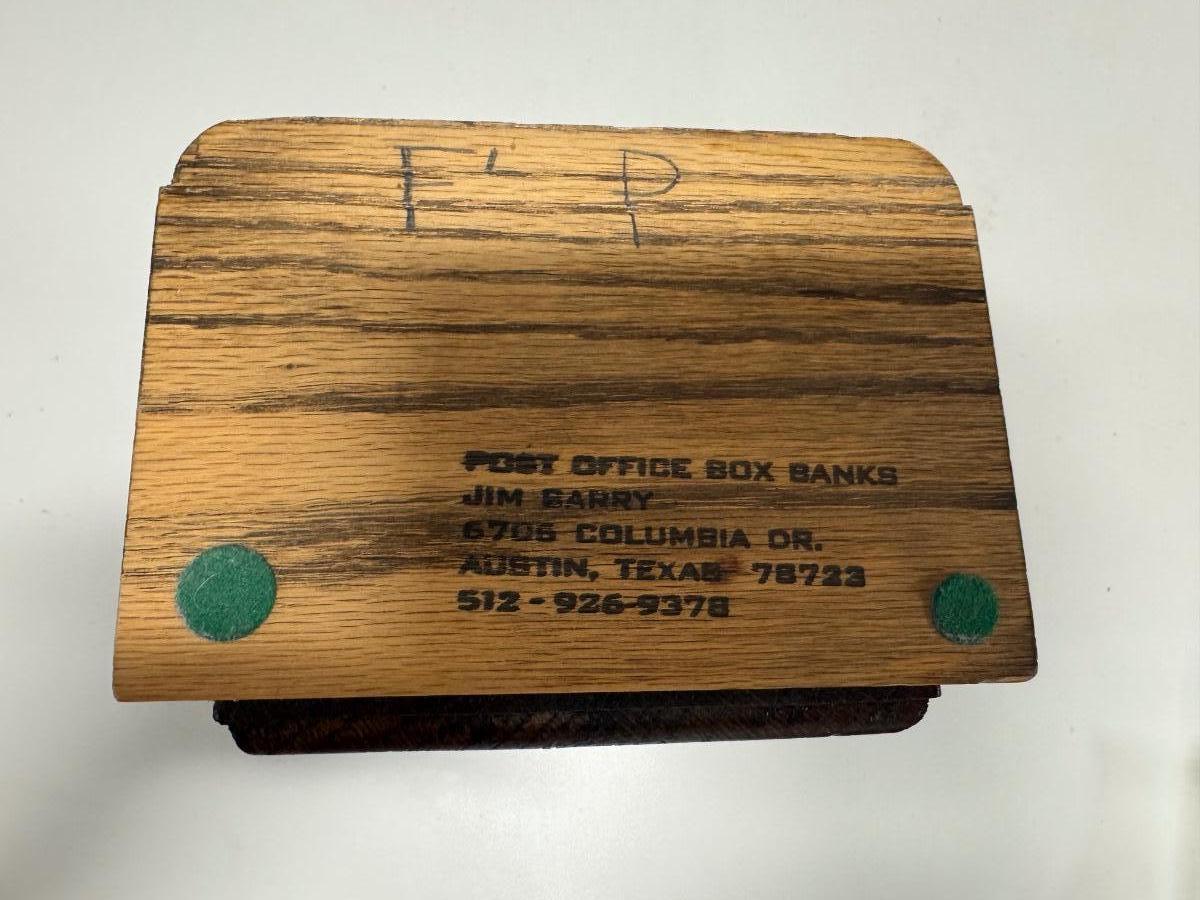 F' P
POST OFFICE BOX BANKS
JIM BARRY
6706 COLUMBIA DR.
AUSTIN, TEXAS 78723
512-926-9378